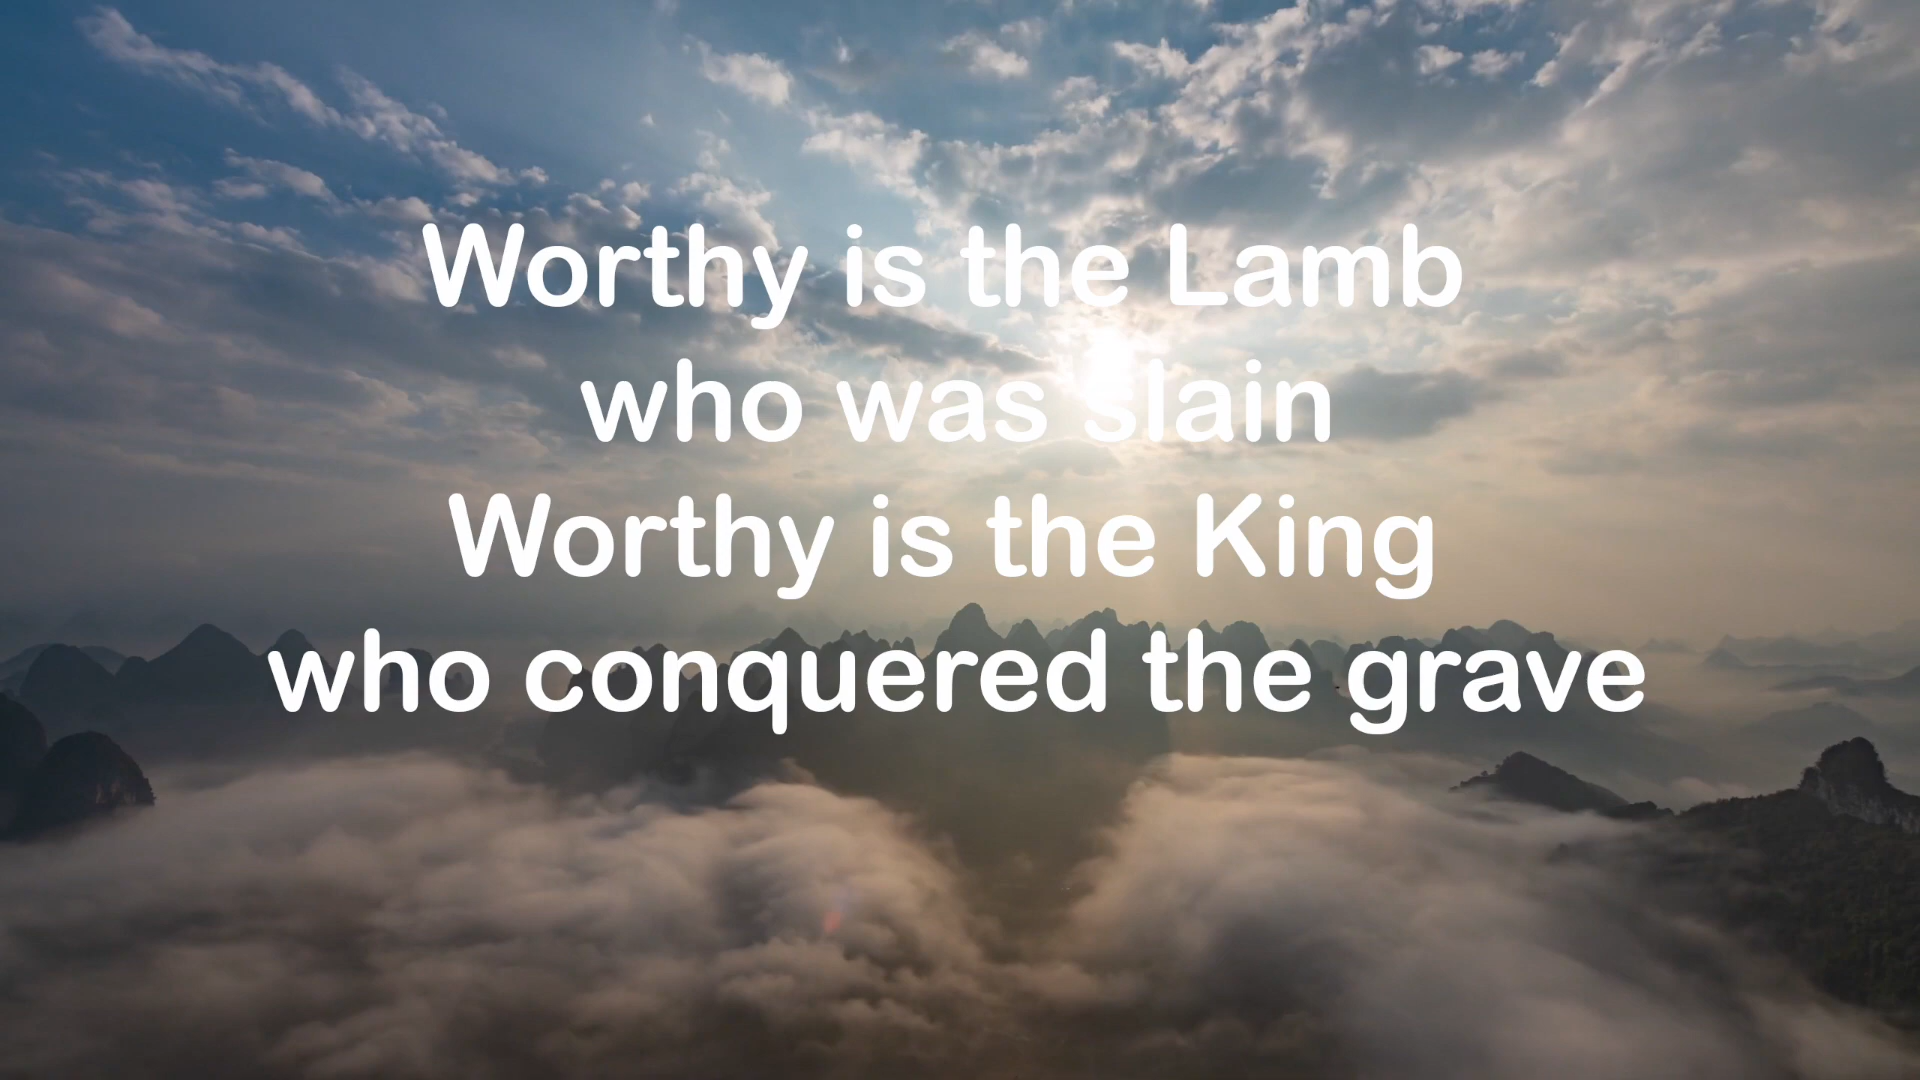 Worthy is the Lamb
who was slain
Worthy is the King
who conquered the grave